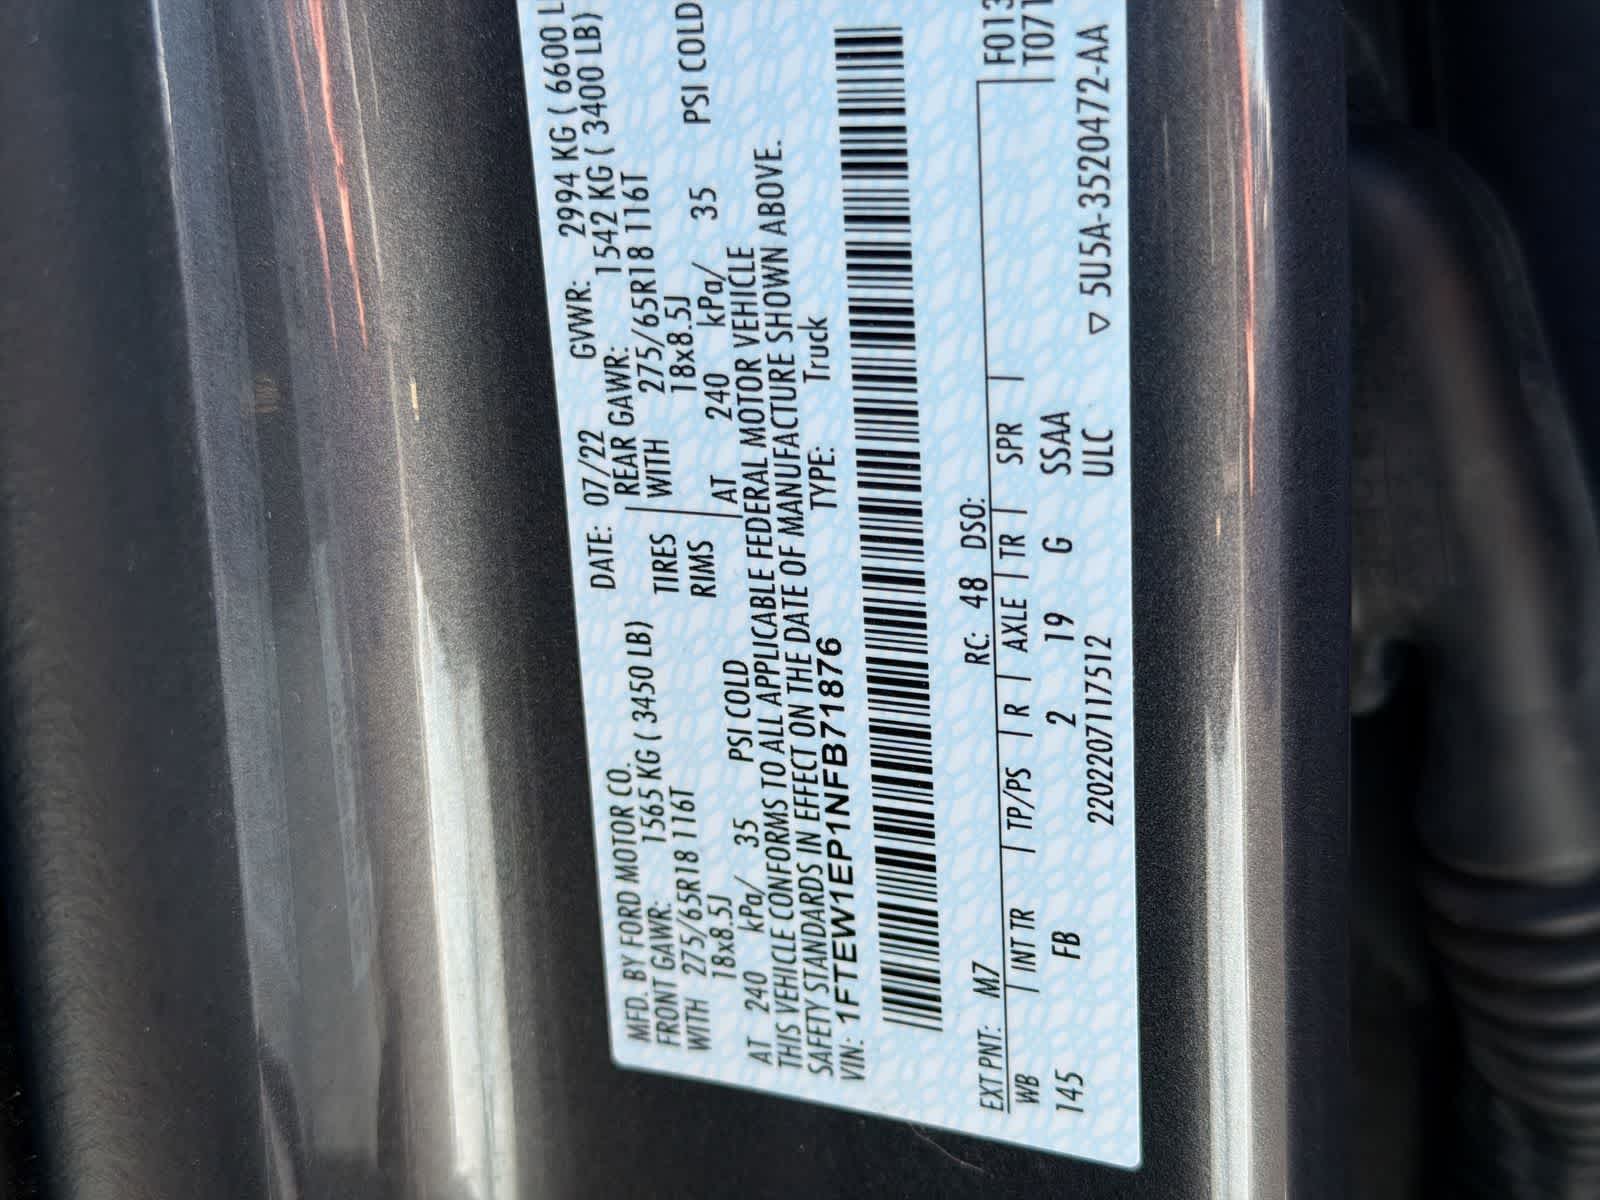 MFD. BY FORD MOTOR CO. DATE: 07/22 GVWR: 2994 KG ( 6600 L
FRONT GAWR: 1565 KG ( 3450 LB) REAR GAWR: 1542 KG ( 3400 LB)
WITH 275/65R18 116T TIRES WITH 275/65R18 116T
18x8.5J RIMS 18x8.5J
AT 240 kPa/ 35 PSI COLD AT 240 kPa/ 35 PSI COLD
THIS VEHICLE CONFORMS TO ALL APPLICABLE FEDERAL MOTOR VEHICLE
SAFETY STANDARDS IN EFFECT ON THE DATE OF MANUFACTURE SHOWN ABOVE.
VIN: 1FTEW1EP1NFB71876 TYPE: Truck
F013
EXT PNT: M7 RC: 48 DSO: T071
WB INT TR TP/PS R AXLE TR SPR
145 FB 2 19 G SSAA
2202207117512 ULC ▽ 5U5A-3520472-AA